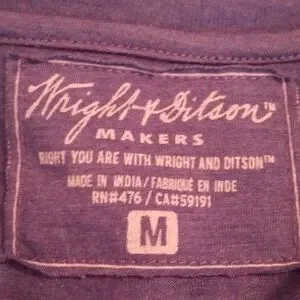 Wright & Ditson™
MAKERS
RIGHT YOU ARE WITH WRIGHT AND DITSON™
MADE IN INDIA/FABRIQUÉ EN INDE
RN#476 / CA#59191
M